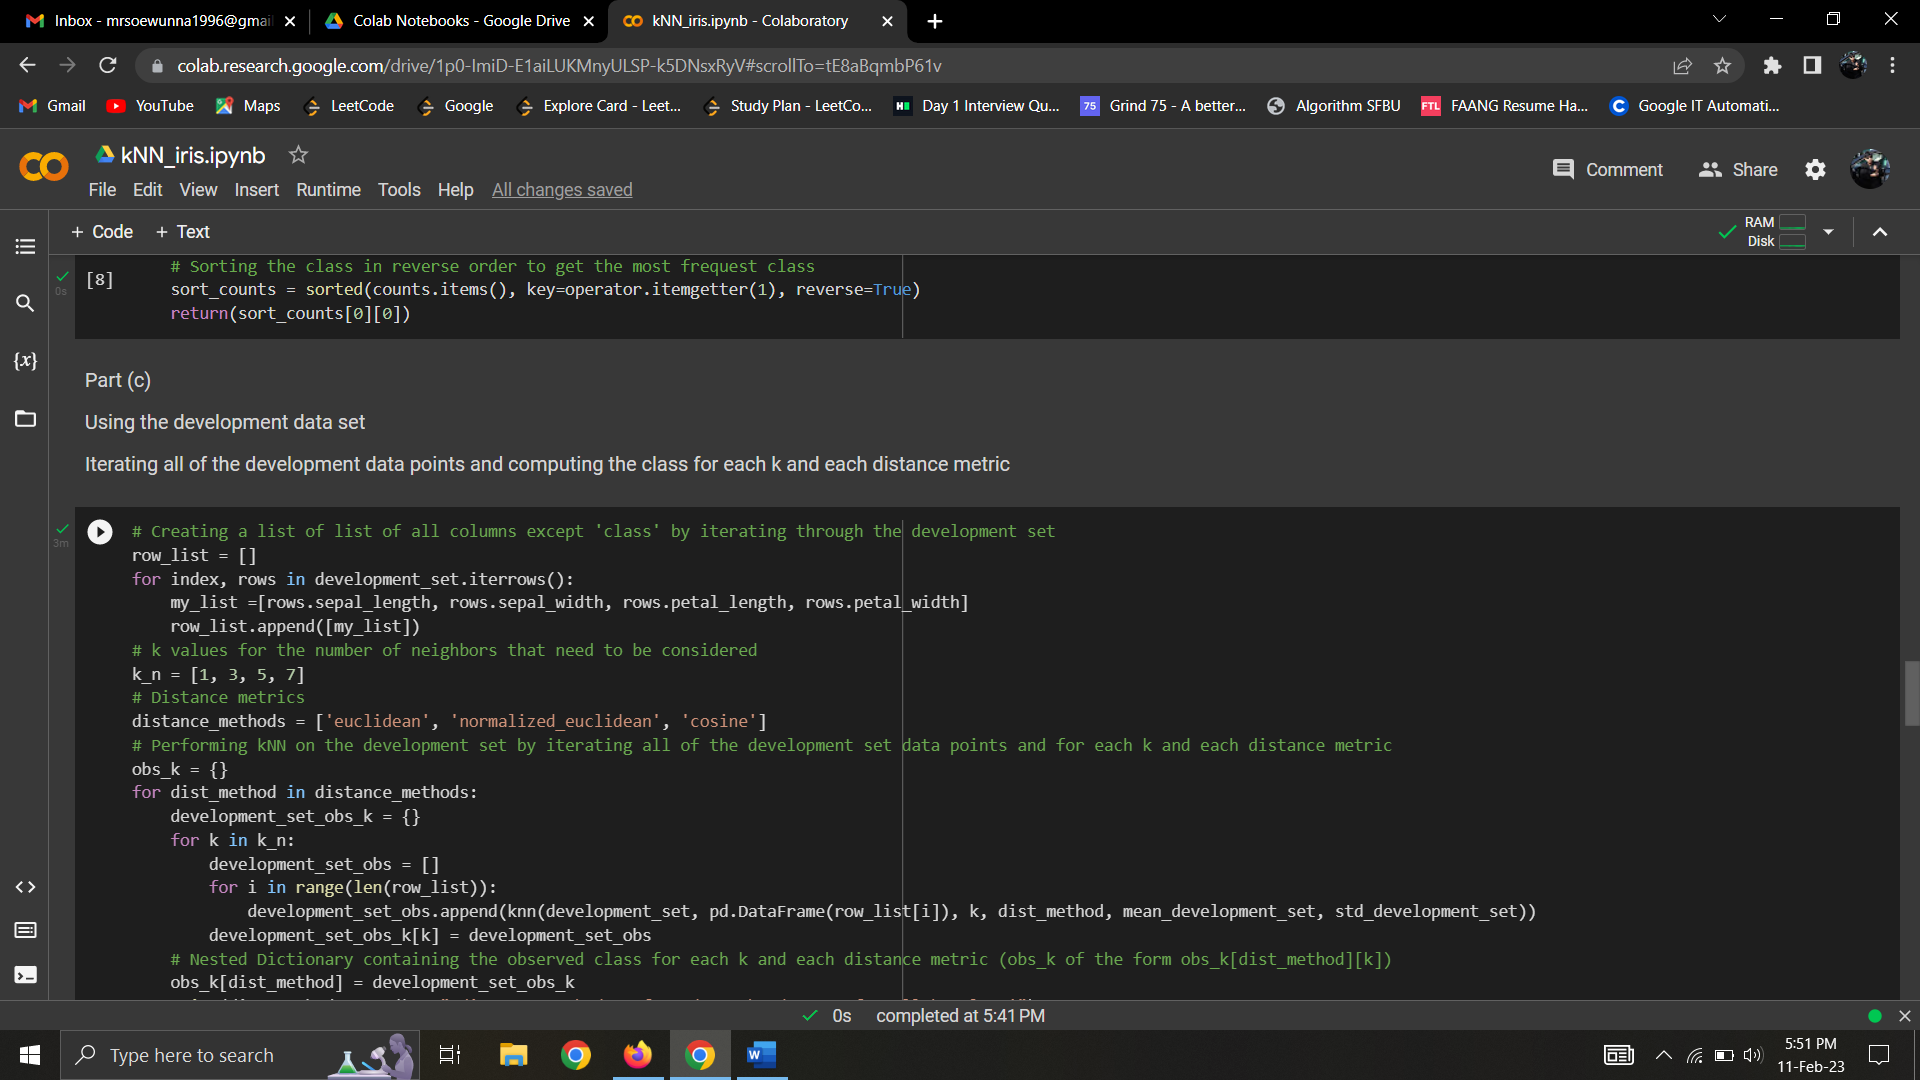 Inbox - mrsoewunna1996@gmai
Colab Notebooks - Google Drive
kNN_iris.ipynb - Colaboratory
colab.research.google.com/drive/1p0-ImiD-E1aiLUKMnyULSP-k5DNsxRyV#scrollTo=tE8aBqmbP61v
Gmail
YouTube
Maps
LeetCode
Google
Explore Card - Leet...
Study Plan - LeetCo...
Day 1 Interview Qu...
75
Grind 75 - A better...
Algorithm SFBU
FTL
FAANG Resume Ha...
Google IT Automati...
kNN_iris.ipynb
Comment
Share
File Edit View Insert Runtime Tools Help All changes saved
+ Code + Text
RAM
Disk
[8]
0s
# Sorting the class in reverse order to get the most frequest class
sort_counts = sorted(counts.items(), key=operator.itemgetter(1), reverse=True)
return(sort_counts[0][0])
{x}
Part (c)
Using the development data set
Iterating all of the development data points and computing the class for each k and each distance metric
3m
# Creating a list of list of all columns except 'class' by iterating through the development set
row_list = []
for index, rows in development_set.iterrows():
my_list =[rows.sepal_length, rows.sepal_width, rows.petal_length, rows.petal_width]
row_list.append([my_list])
# k values for the number of neighbors that need to be considered
k_n = [1, 3, 5, 7]
# Distance metrics
distance_methods = ['euclidean', 'normalized_euclidean', 'cosine']
# Performing kNN on the development set by iterating all of the development set data points and for each k and each distance metric
obs_k = {}
for dist_method in distance_methods:
development_set_obs_k = {}
for k in k_n:
development_set_obs = []
for i in range(len(row_list)):
development_set_obs.append(knn(development_set, pd.DataFrame(row_list[i]), k, dist_method, mean_development_set, std_development_set))
development_set_obs_k[k] = development_set_obs
# Nested Dictionary containing the observed class for each k and each distance metric (obs_k of the form obs_k[dist_method][k])
obs_k[dist_method] = development_set_obs_k
0s completed at 5:41 PM
Type here to search
5:51 PM
11-Feb-23